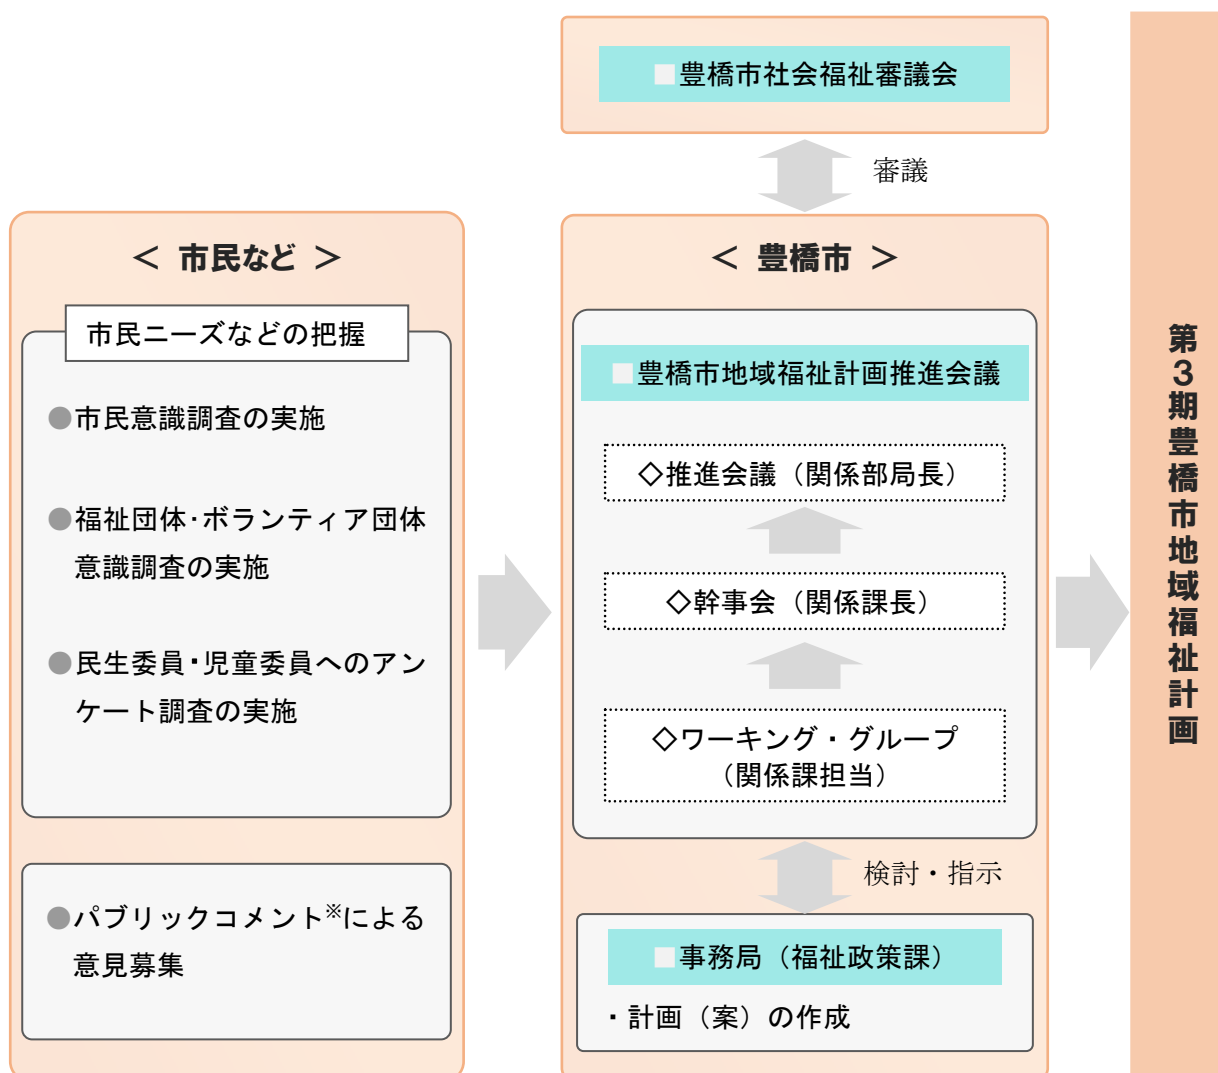 ■豊橋市社会福祉審議会
審議
＜ 市民など ＞
市民ニーズなどの把握
●市民意識調査の実施
●福祉団体･ボランティア団体
意識調査の実施
●民生委員･児童委員へのアン
ケート調査の実施
●パブリックコメント※による
意見募集
＜ 豊橋市 ＞
■豊橋市地域福祉計画推進会議
◇推進会議（関係部局長）
◇幹事会（関係課長）
◇ワーキング・グループ
（関係課担当）
検討・指示
■事務局（福祉政策課）
・計画（案）の作成
第３期豊橋市地域福祉計画